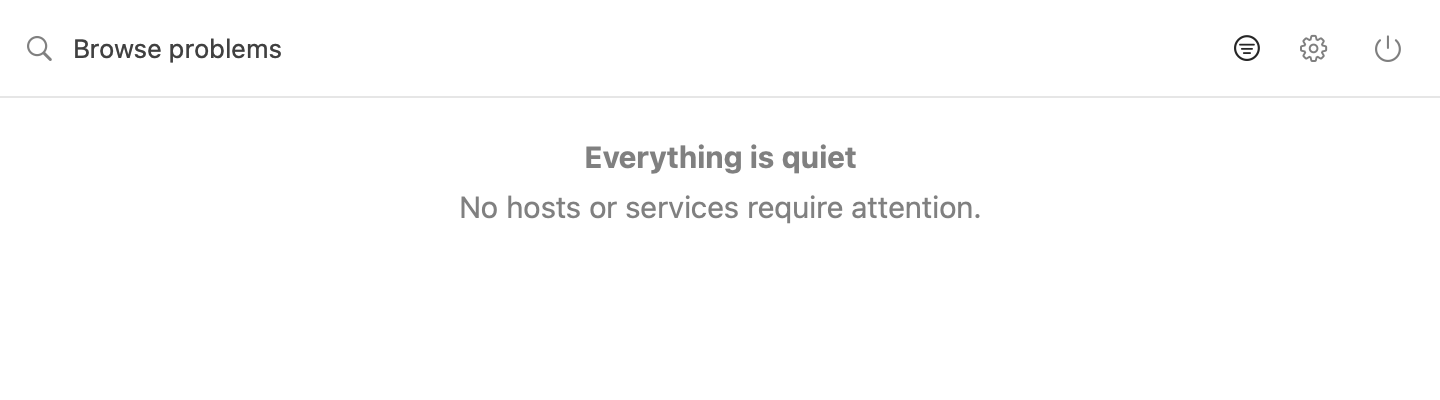 Browse problems
Everything is quiet
No hosts or services require attention.